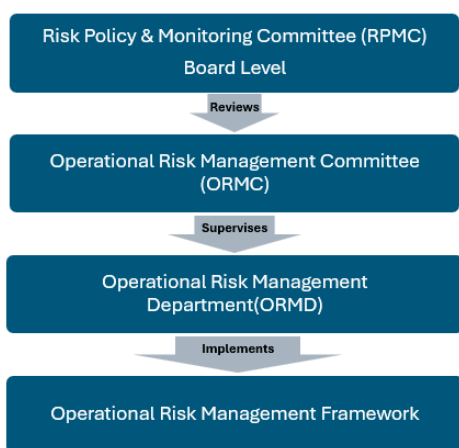 Risk Policy & Monitoring Committee (RPMC)
Board Level
Reviews
Operational Risk Management Committee
(ORMC)
Supervises
Operational Risk Management
Department(ORMD)
Implements
Operational Risk Management Framework